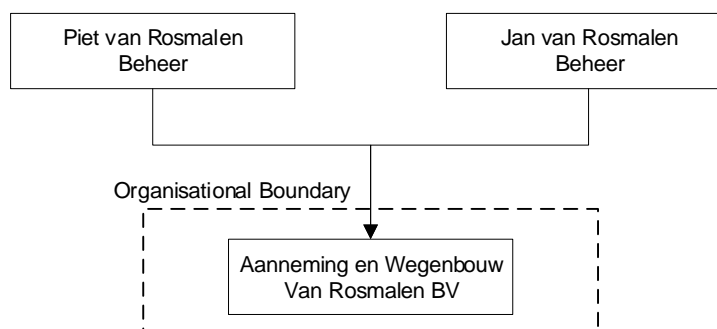 Piet van Rosmalen
Beheer
Jan van Rosmalen
Beheer
Organisational Boundary
Aanneming en Wegenbouw
Van Rosmalen BV